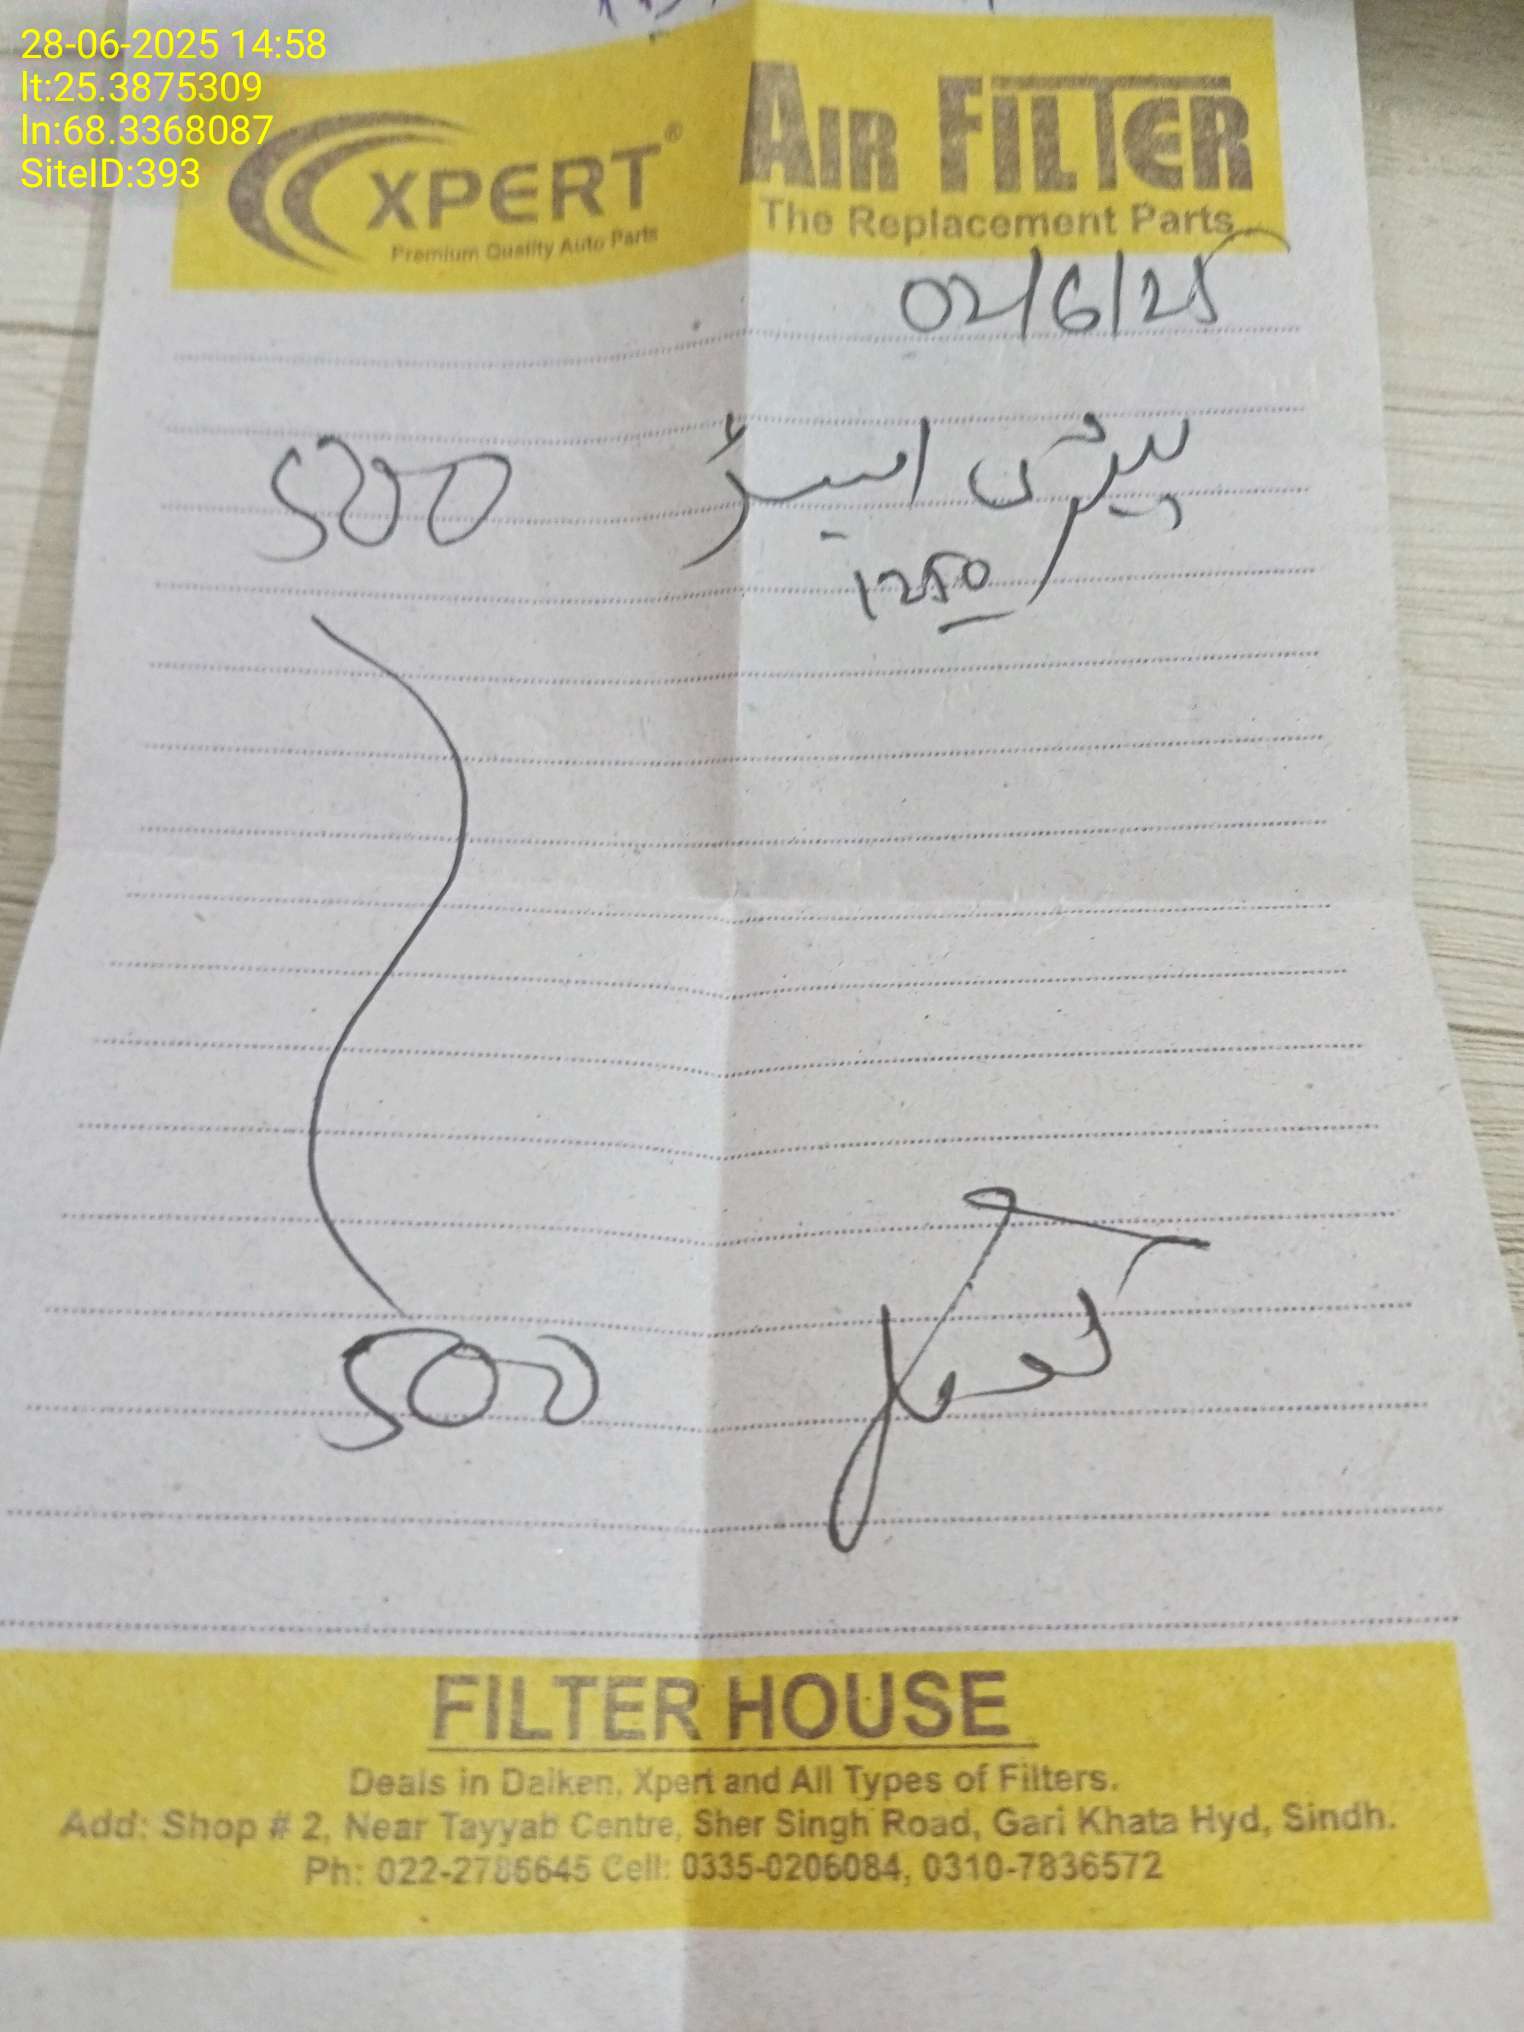 28-06-2025 14:58
lt:25.3875309
ln:68.3368087
SiteID:393
XPERT®
Premium Quality Auto Parts
AIR FILTER
The Replacement Parts
02/6/25
بیٹری ایسڈ 500
1250
500
FILTER HOUSE
Deals in Daiken, Xpert and All Types of Filters.
Add: Shop # 2, Near Tayyab Centre, Sher Singh Road, Gari Khata Hyd, Sindh.
Ph: 022-2786645 Cell: 0335-0206084, 0310-7836572